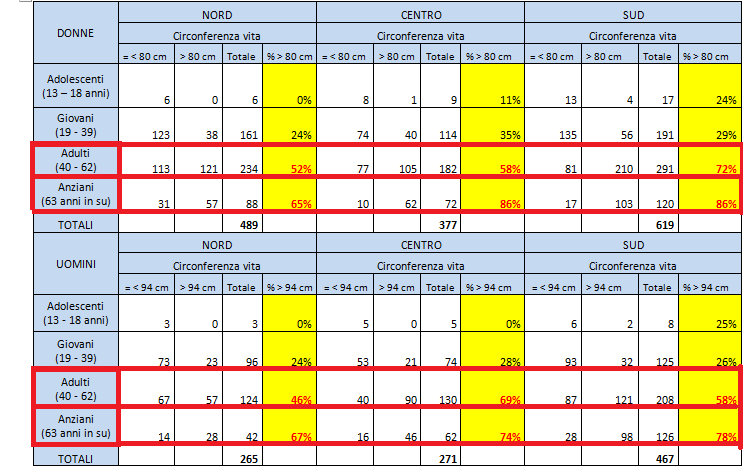 DONNE NORD CENTRO SUD
Circonferenza vita Circonferenza vita Circonferenza vita
= < 80 cm > 80 cm Totale % > 80 cm = < 80 cm > 80 cm Totale % > 80 cm = < 80 cm > 80 cm Totale % > 80 cm
Adolescenti
(13 – 18 anni) 6 0 6 0% 8 1 9 11% 13 4 17 24%
Giovani
(19 - 39) 123 38 161 24% 74 40 114 35% 135 56 191 29%
Adulti
(40 - 62) 113 121 234 52% 77 105 182 58% 81 210 291 72%
Anziani
(63 anni in su) 31 57 88 65% 10 62 72 86% 17 103 120 86%
TOTALI 489 377 619
UOMINI NORD CENTRO SUD
Circonferenza vita Circonferenza vita Circonferenza vita
= < 94 cm > 94 cm Totale % > 94 cm = < 94 cm > 94 cm Totale % > 94 cm = < 94 cm > 94 cm Totale % > 94 cm
Adolescenti
(13 - 18 anni) 3 0 3 0% 5 0 5 0% 6 2 8 25%
Giovani
(19 - 39) 73 23 96 24% 53 21 74 28% 93 32 125 26%
Adulti
(40 - 62) 67 57 124 46% 40 90 130 69% 87 121 208 58%
Anziani
(63 anni in su) 14 28 42 67% 16 46 62 74% 28 98 126 78%
TOTALI 265 271 467